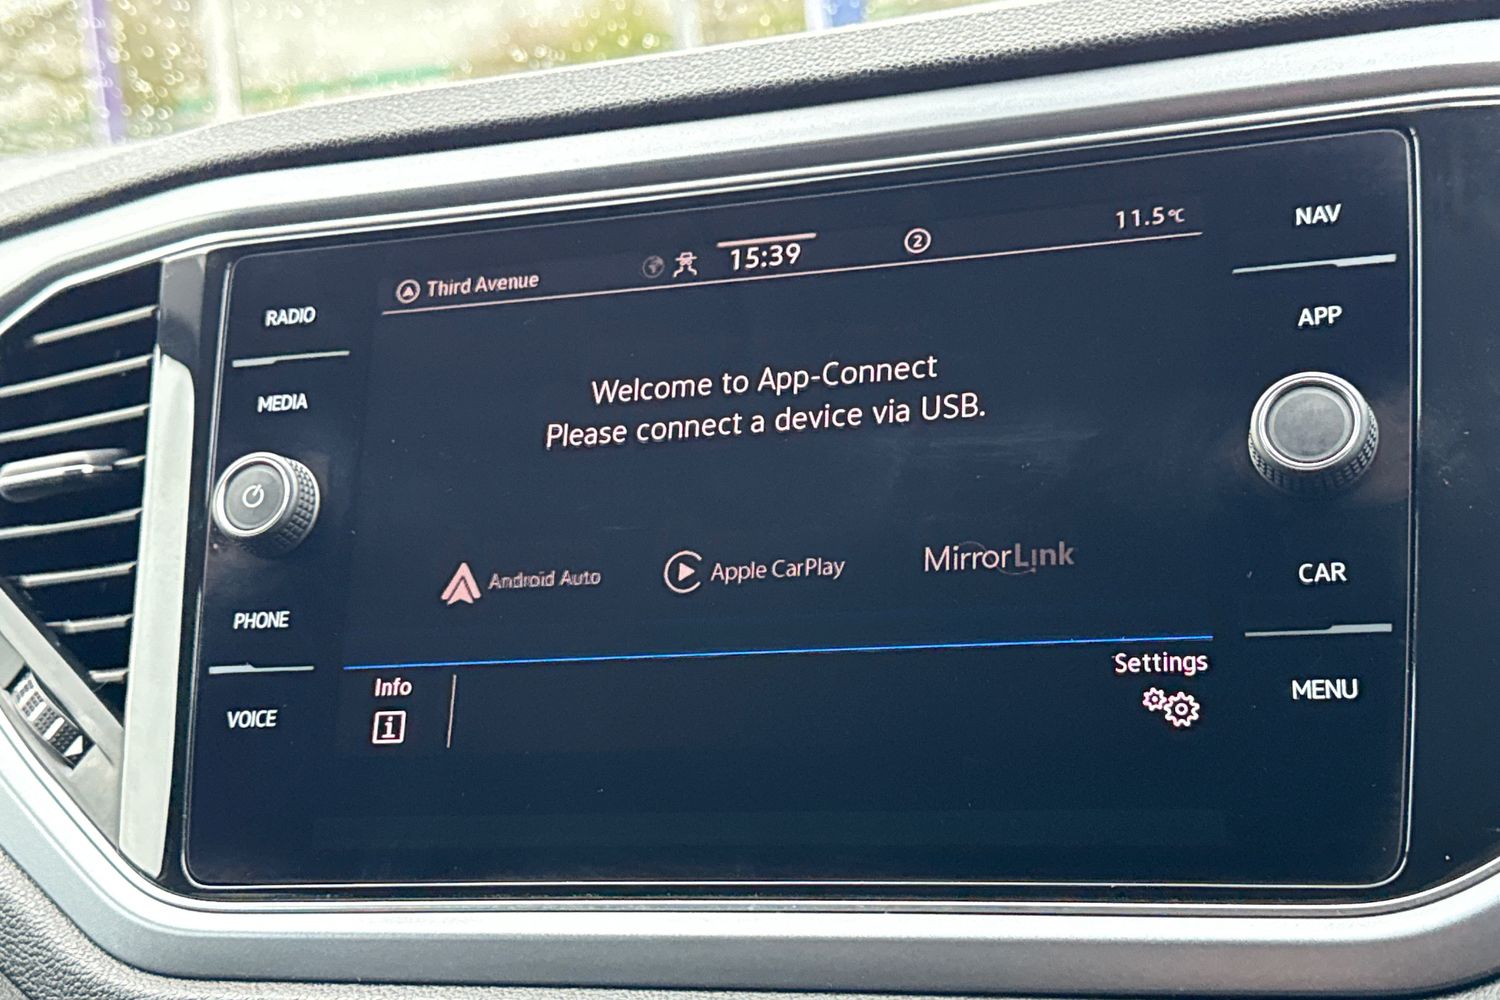 Third Avenue
15:39
2
11.5°C
NAV
RADIO
APP
MEDIA
Welcome to App-Connect
Please connect a device via USB.
Android Auto
Apple CarPlay
MirrorLink
CAR
PHONE
Info
Settings
MENU
VOICE